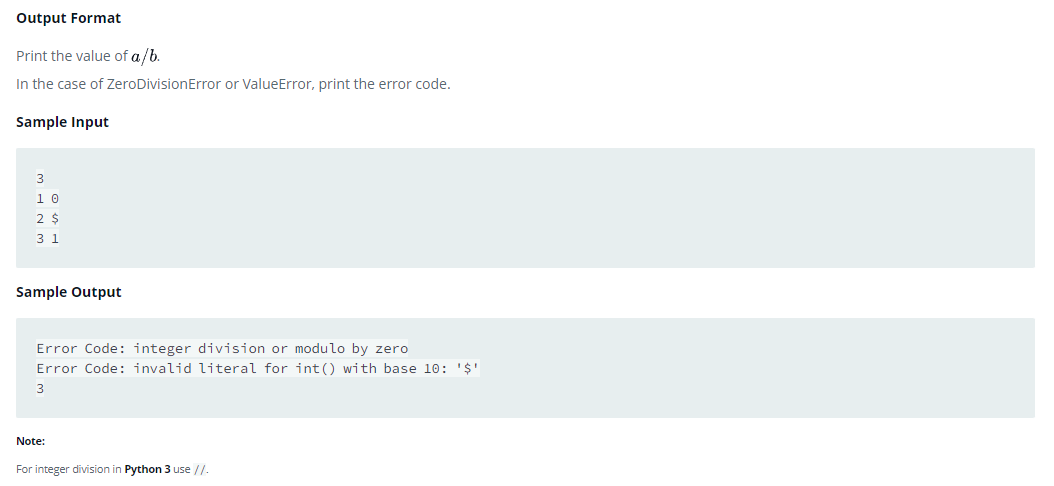 Output Format
Print the value of a/b.
In the case of ZeroDivisionError or ValueError, print the error code.
Sample Input
3
1 0
2 $
3 1
Sample Output
Error Code: integer division or modulo by zero
Error Code: invalid literal for int() with base 10: '$'
3
Note:
For integer division in Python 3 use //.